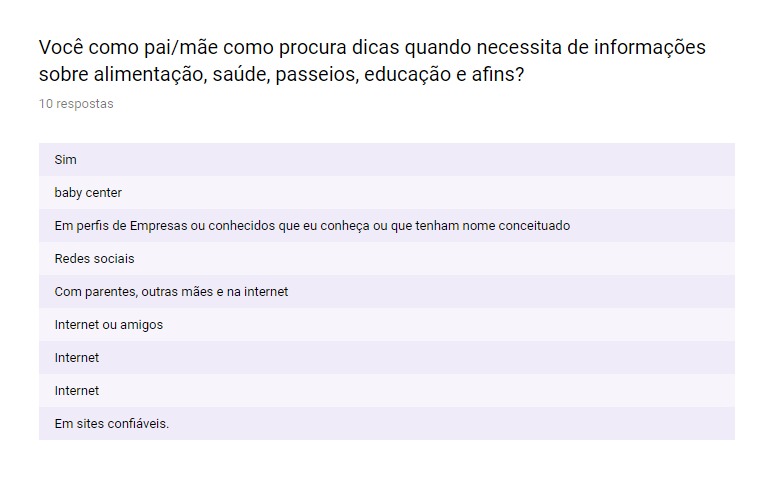 Você como pai/mãe como procura dicas quando necessita de informações
sobre alimentação, saúde, passeios, educação e afins?
10 respostas
Sim
baby center
Em perfis de Empresas ou conhecidos que eu conheça ou que tenham nome conceituado
Redes sociais
Com parentes, outras mães e na internet
Internet ou amigos
Internet
Internet
Em sites confiáveis.